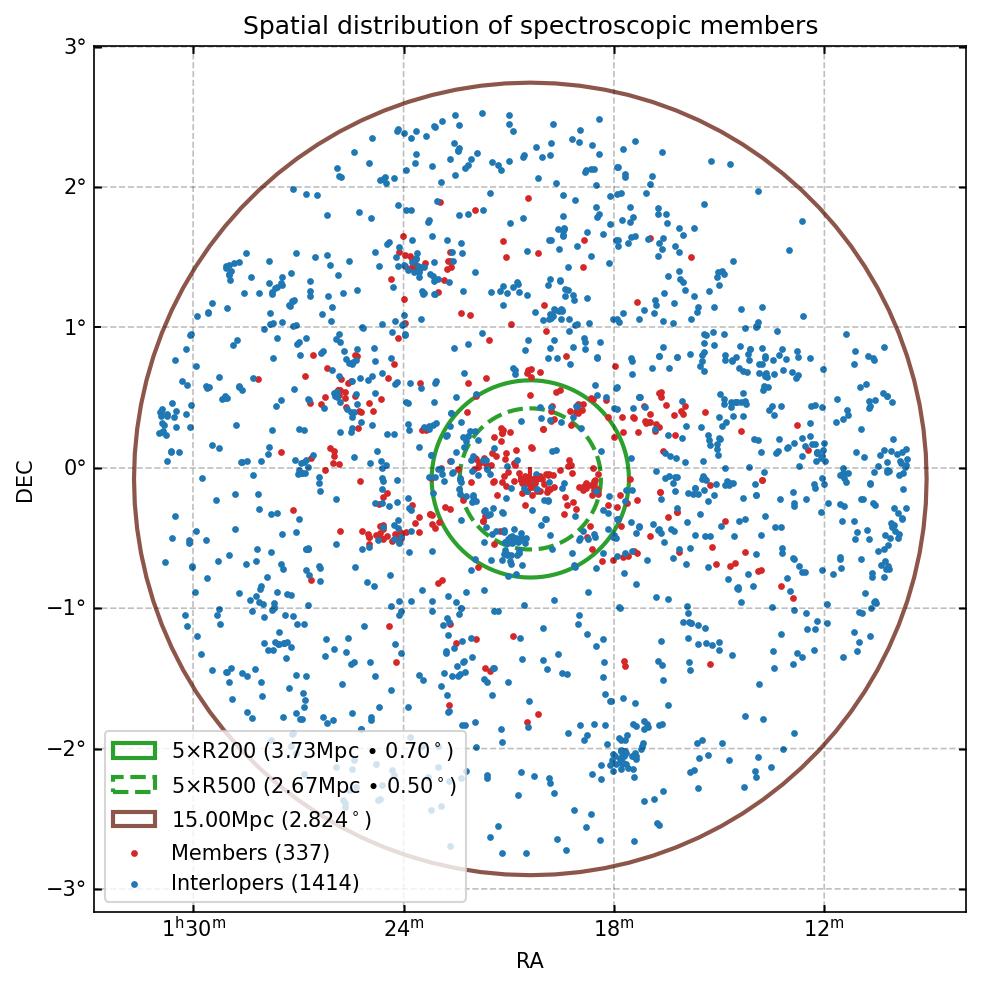 Spatial distribution of spectroscopic members
3°
2°
1°
0°
−1°
−2°
−3°
DEC
5×R200 (3.73Mpc • 0.70°)
5×R500 (2.67Mpc • 0.50°)
15.00Mpc (2.824°)
Members (337)
Interlopers (1414)
1ʰ30ᵐ 24ᵐ 18ᵐ 12ᵐ
RA